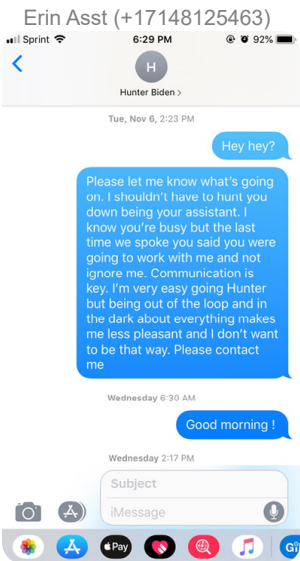 Erin Asst (+17148125463)
Sprint 6:29 PM 92%
H
Hunter Biden >
Tue, Nov 6, 2:23 PM
Hey hey?
Please let me know what's going
on. I shouldn't have to hunt you
down being your assistant. I
know you're busy but the last
time we spoke you said you were
going to work with me and not
ignore me. Communication is
key. I'm very easy going Hunter
but being out of the loop and in
the dark about everything makes
me less pleasant and I don't want
to be that way. Please contact
me
Wednesday 6:30 AM
Good morning !
Wednesday 2:17 PM
Subject
iMessage
Pay
Gi